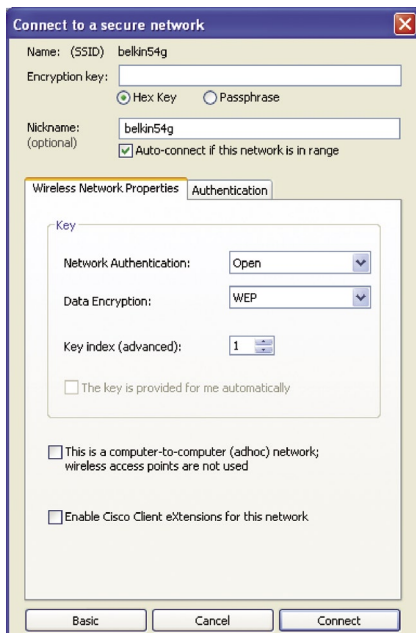 Connect to a secure network
Name: (SSID) belkin54g
Encryption key:
Hex Key Passphrase
Nickname: belkin54g
(optional)
Auto-connect if this network is in range
Wireless Network Properties Authentication
Key
Network Authentication: Open
Data Encryption: WEP
Key index (advanced): 1
The key is provided for me automatically
This is a computer-to-computer (adhoc) network;
wireless access points are not used
Enable Cisco Client eXtensions for this network
Basic Cancel Connect